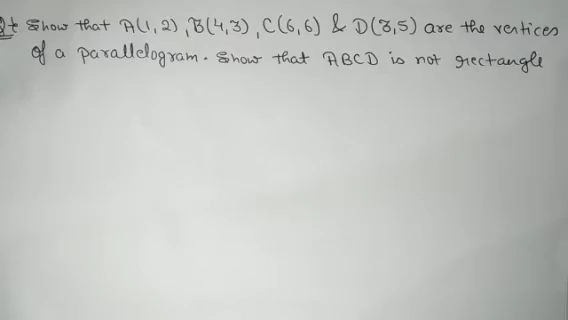 Q: Show that A(1,2), B(4,3), C(6,6) & D(3,5) are the vertices
of a parallelogram. Show that ABCD is not rectangle